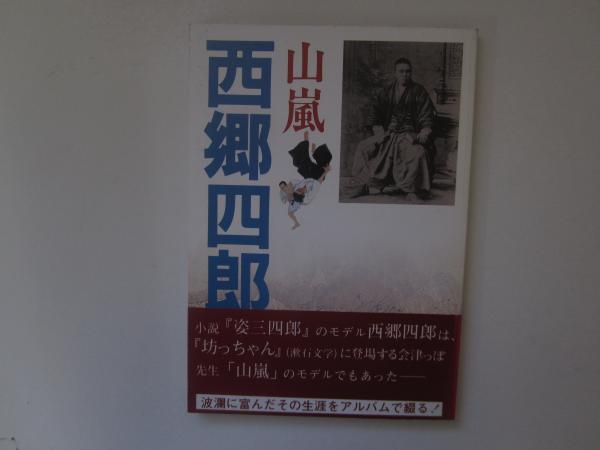 山嵐
西郷四郎
小説『姿三四郎』のモデル西郷四郎は、
『坊っちゃん』(漱石文学)に登場する会津っぽ
先生「山嵐」のモデルでもあった――
波瀾に富んだその生涯をアルバムで綴る!